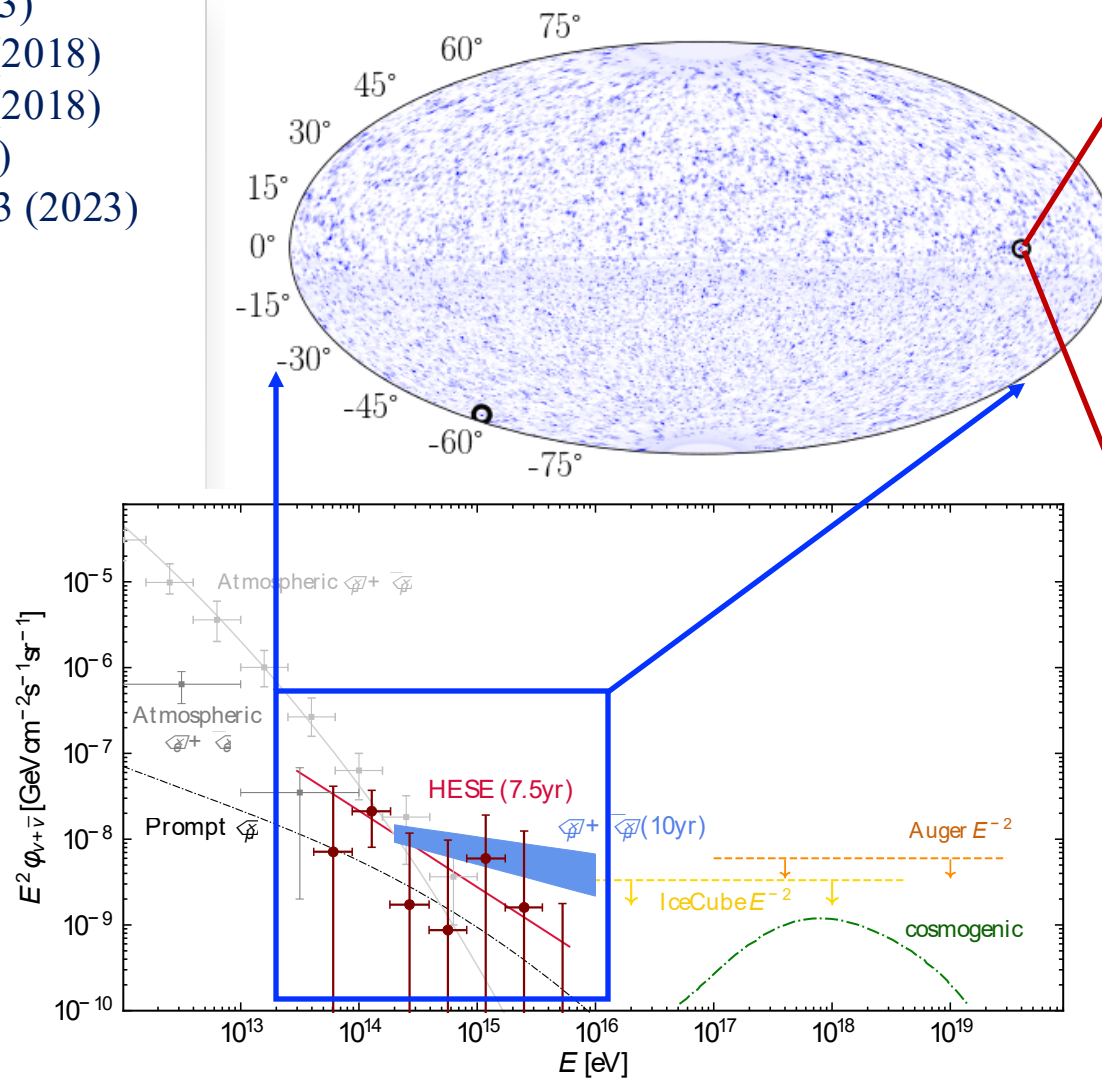 3)
(2018)
(2018)
)
3 (2023)
75°
60°
45°
30°
15°
0°
-15°
-30°
-45°
-60°
-75°
10⁻⁵
10⁻⁶
10⁻⁷
10⁻⁸
10⁻⁹
10⁻¹⁰
E² φν+ν̅ [GeV cm⁻² s⁻¹ sr⁻¹]
Atmospheric
Atmospheric
HESE (7.5yr)
Prompt
(10yr)
Auger E⁻²
IceCube E⁻²
cosmogenic
10¹³
10¹⁴
10¹⁵
10¹⁶
10¹⁷
10¹⁸
10¹⁹
E [eV]